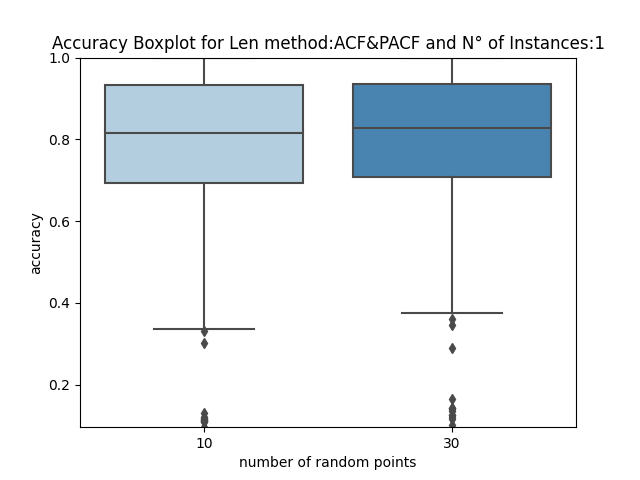 Accuracy Boxplot for Len method:ACF&PACF and N° of Instances:1
1.0
0.8
0.6
0.4
0.2
accuracy
10
30
number of random points